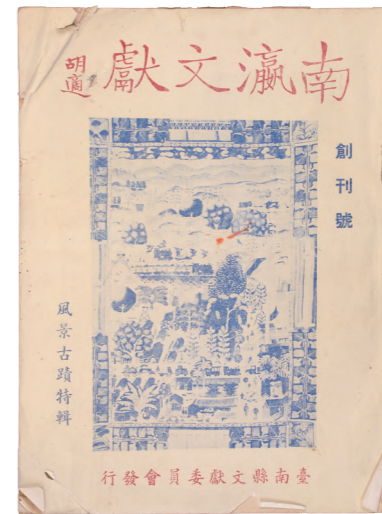 南瀛文獻
胡適
創刊號
風景古蹟特輯
臺南縣文獻委員會發行